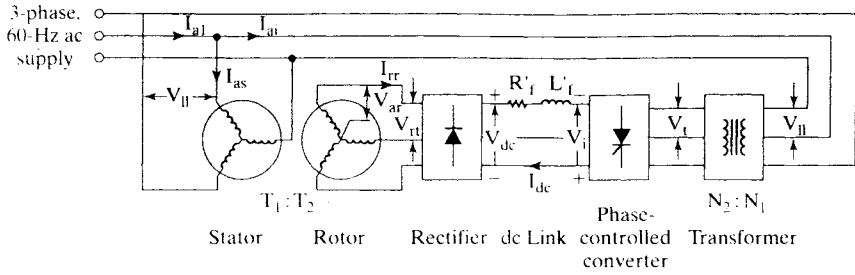 3-phase.
60-Hz ac
supply
I_a1
I_ai
I_as
V_ll
I_rr
V_ar
V_rt
R'_f
L'_f
+
+
−
−
V_dc
V_i
−
−
+
+
I_dc
V_t
V_ll
T_1 : T_2
N_2 : N_1
Stator
Rotor
Rectifier
dc Link
Phase-
controlled
converter
Transformer